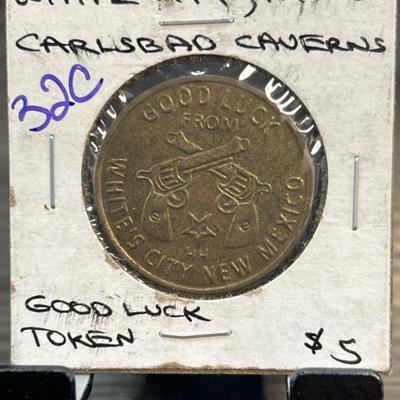 CARLSBAD CAVERNS
32C
GOOD LUCK
FROM
WHITE'S CITY NEW MEXICO
GOOD LUCK
TOKEN
$5